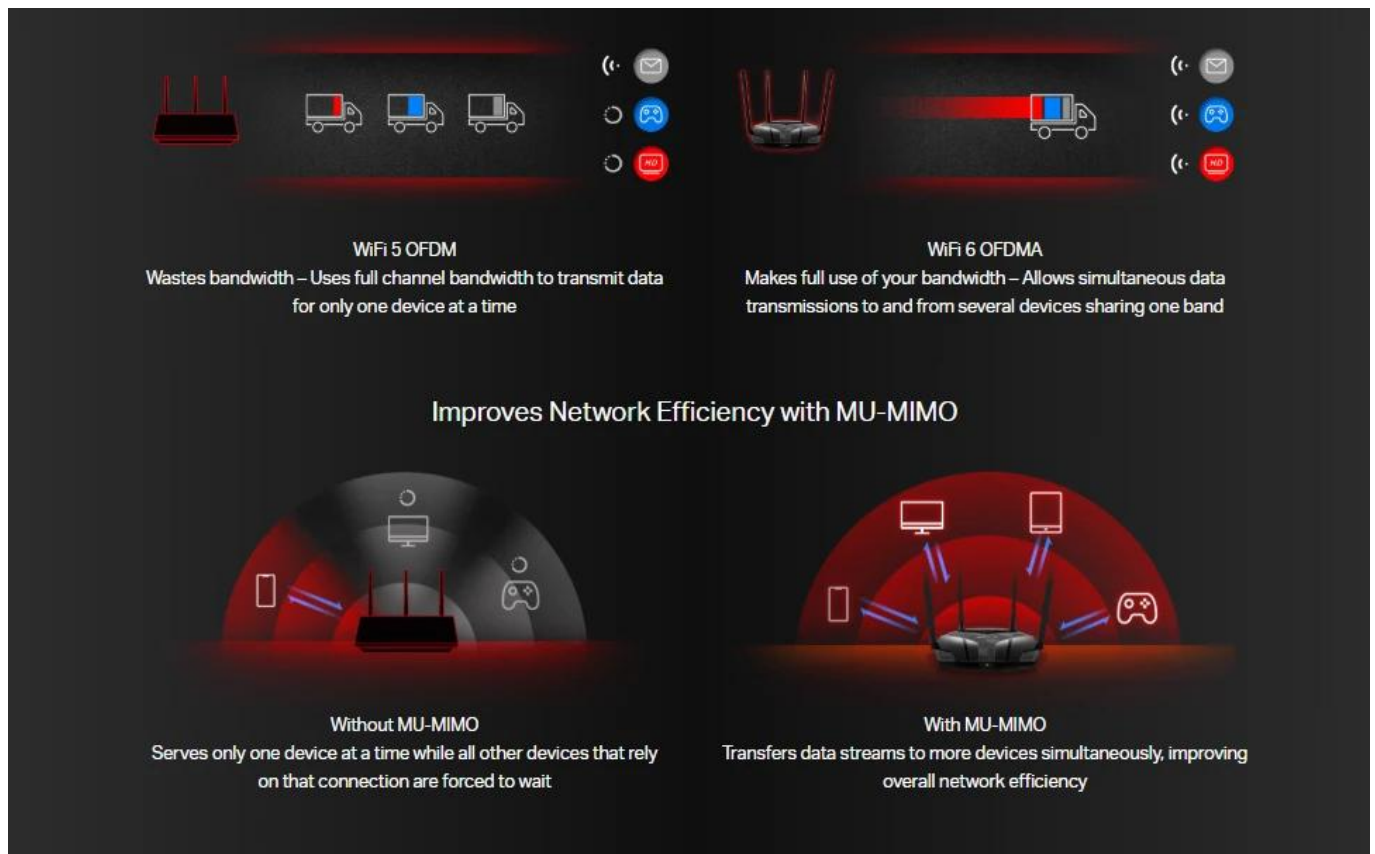 HD
HD
WiFi 5 OFDM
Wastes bandwidth – Uses full channel bandwidth to transmit data
for only one device at a time
WiFi 6 OFDMA
Makes full use of your bandwidth – Allows simultaneous data
transmissions to and from several devices sharing one band
Improves Network Efficiency with MU-MIMO
Without MU-MIMO
Serves only one device at a time while all other devices that rely
on that connection are forced to wait
With MU-MIMO
Transfers data streams to more devices simultaneously, improving
overall network efficiency